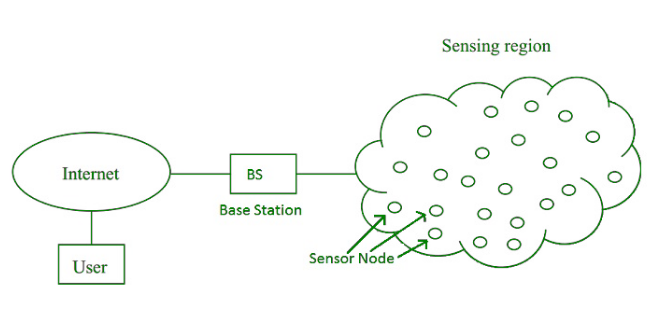 Sensing region
Internet
BS
Base Station
User
Sensor Node